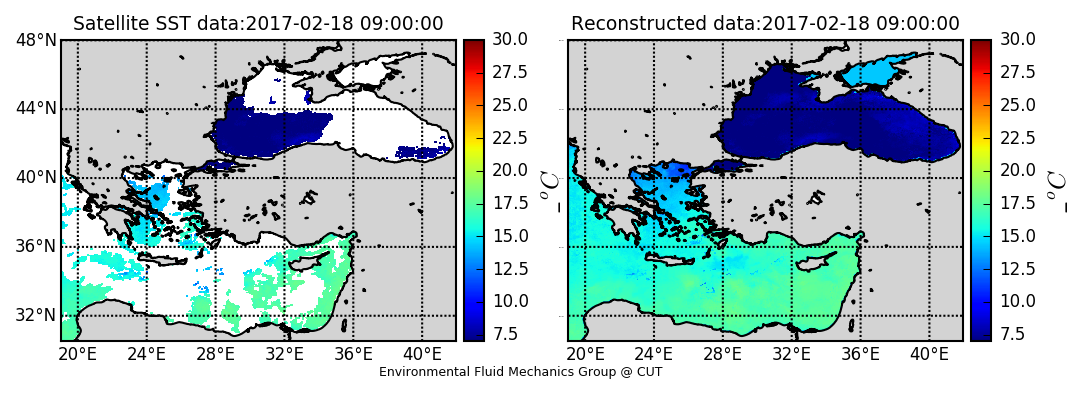 Satellite SST data:2017-02-18 09:00:00
48°N
44°N
40°N
36°N
32°N
20°E 24°E 28°E 32°E 36°E 40°E
30.0
27.5
25.0
22.5
20.0
17.5
15.0
12.5
10.0
7.5
_°C
Reconstructed data:2017-02-18 09:00:00
20°E 24°E 28°E 32°E 36°E 40°E
30.0
27.5
25.0
22.5
20.0
17.5
15.0
12.5
10.0
7.5
_°C
Environmental Fluid Mechanics Group @ CUT